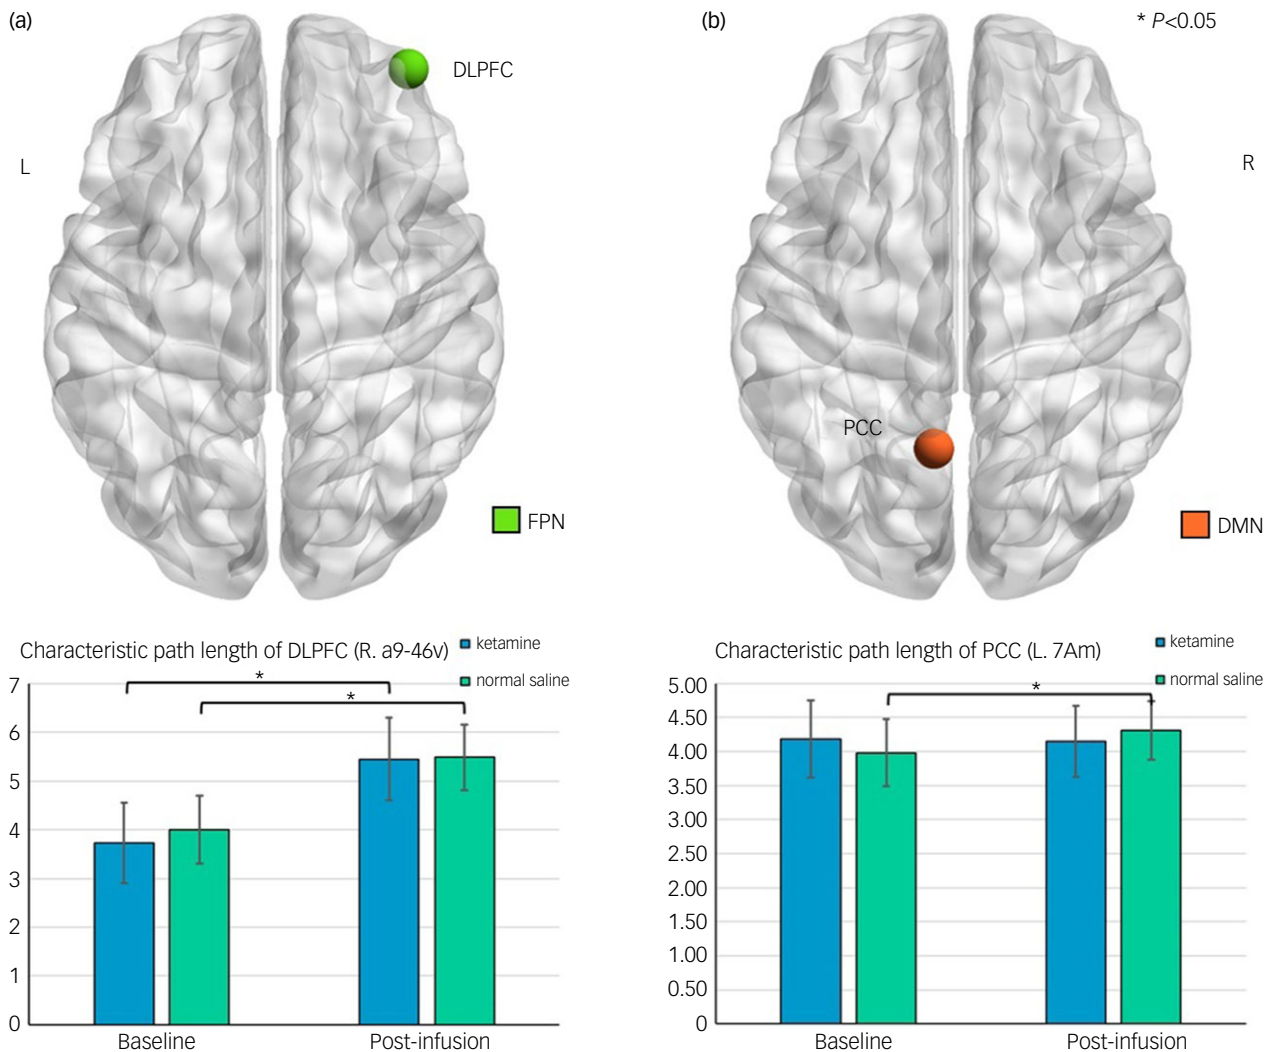 (a)
DLPFC
L
FPN
(b)
* P<0.05
R
PCC
DMN
Characteristic path length of DLPFC (R. a9-46v)
ketamine
normal saline
*
*
7
6
5
4
3
2
1
0
Baseline
Post-infusion
Characteristic path length of PCC (L. 7Am)
ketamine
normal saline
*
5.00
4.50
4.00
3.50
3.00
2.50
2.00
1.50
1.00
0.50
0
Baseline
Post-infusion